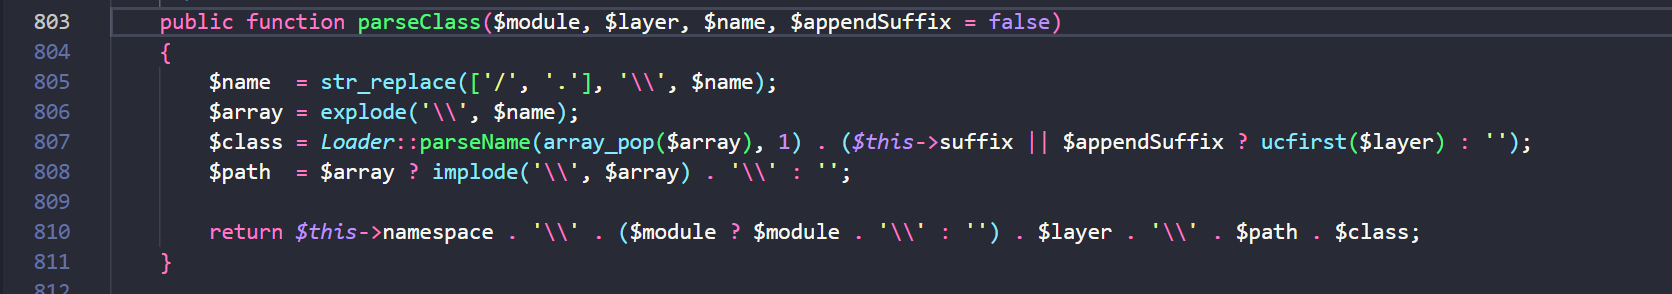 803 public function parseClass($module, $layer, $name, $appendSuffix = false)
804 {
805 $name  = str_replace(['/', '.'], '\\', $name);
806 $array = explode('\\', $name);
807 $class = Loader::parseName(array_pop($array), 1) . ($this->suffix || $appendSuffix ? ucfirst($layer) : '');
808 $path  = $array ? implode('\\', $array) . '\\' : '';
809
810 return $this->namespace . '\\' . ($module ? $module . '\\' : '') . $layer . '\\' . $path . $class;
811 }
812